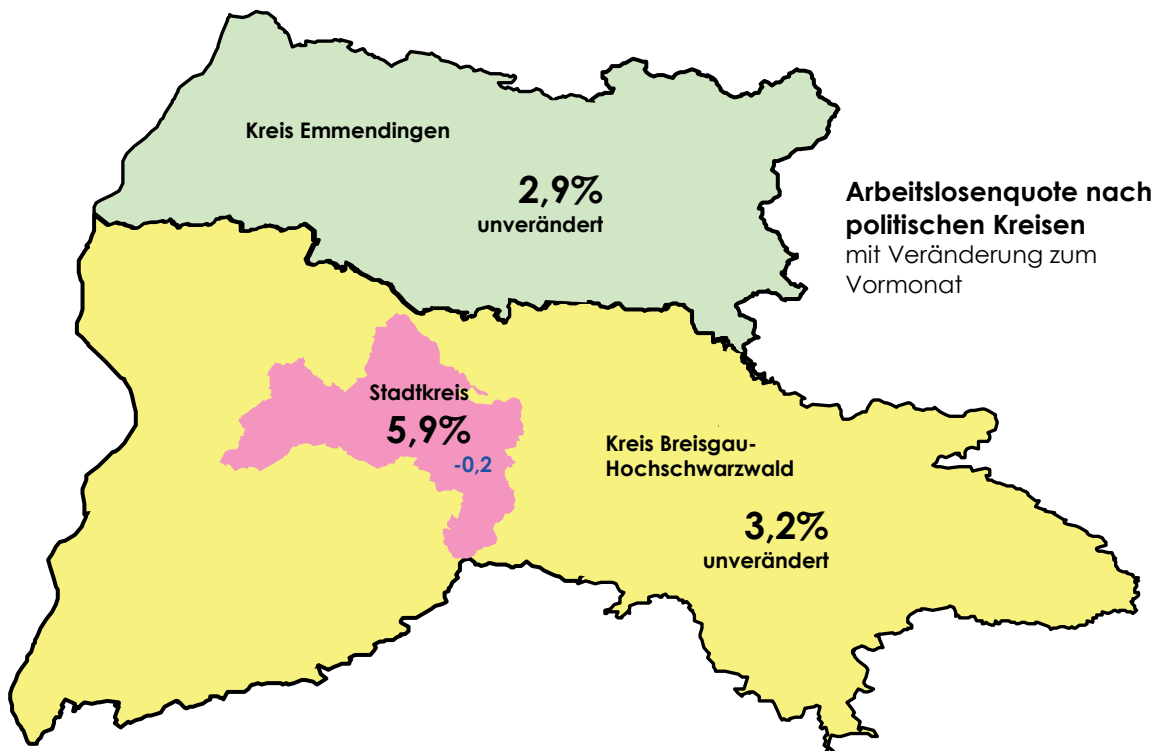 Kreis Emmendingen
2,9%
unverändert
Arbeitslosenquote nach
politischen Kreisen
mit Veränderung zum
Vormonat
Stadtkreis
5,9%
-0,2
Kreis Breisgau-
Hochschwarzwald
3,2%
unverändert